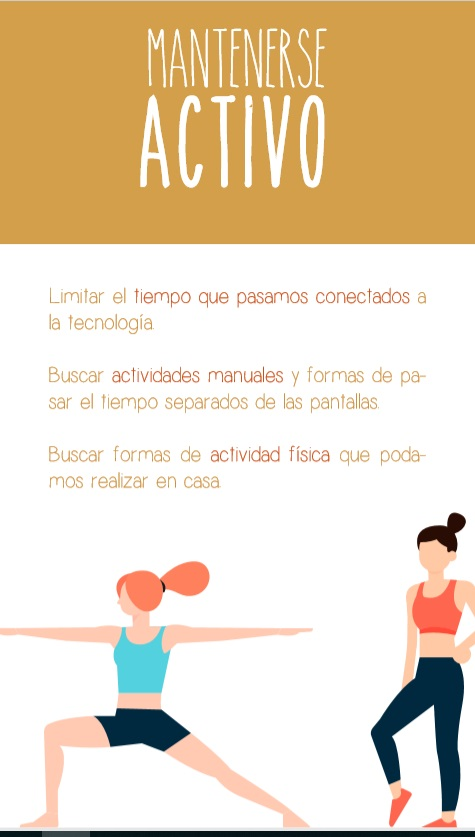 MANTENERSE
ACTIVO
Limitar el tiempo que pasamos conectados a
la tecnología.
Buscar actividades manuales y formas de pa-
sar el tiempo separados de las pantallas.
Buscar formas de actividad física que poda-
mos realizar en casa.